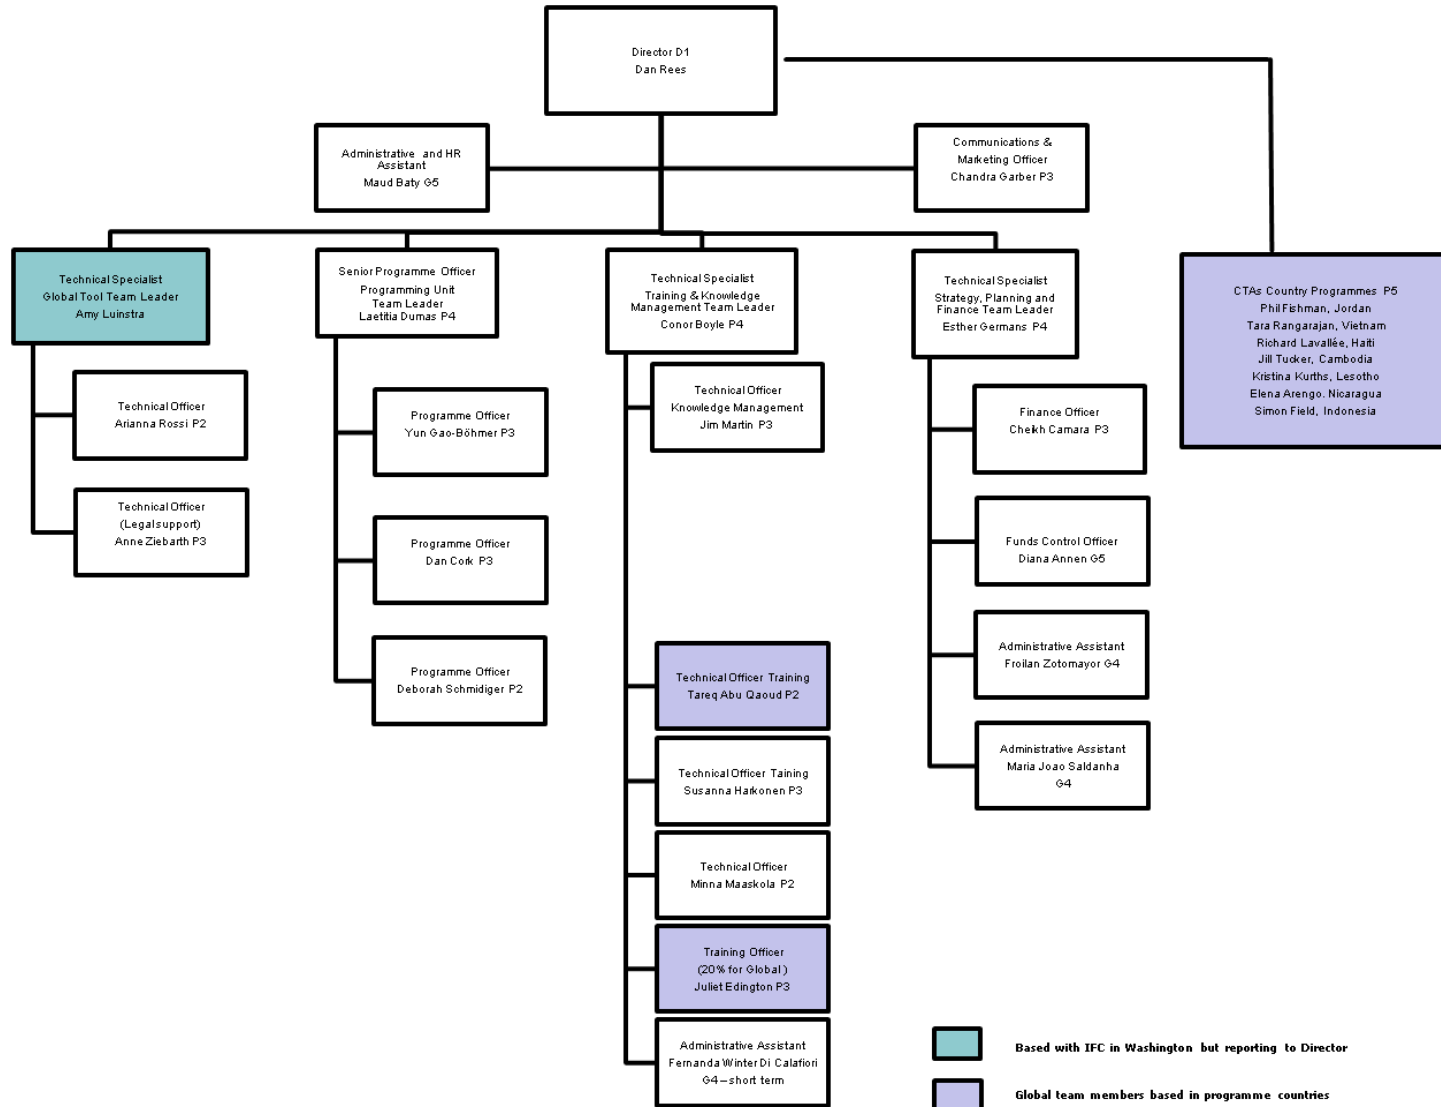 Director D1
Dan Rees
Administrative and HR
Assistant
Maud Baty G5
Communications &
Marketing Officer
Chandra Garber P3
Technical Specialist
Global Tool Team Leader
Amy Luinstra
Senior Programme Officer
Programming Unit
Team Leader
Laetitia Dumas P4
Technical Specialist
Training & Knowledge
Management Team Leader
Conor Boyle P4
Technical Specialist
Strategy, Planning and
Finance Team Leader
Esther Germans P4
CTAs Country Programmes P5
Phil Fishman, Jordan
Tara Rangarajan, Vietnam
Richard Lavallée, Haiti
Jill Tucker, Cambodia
Kristina Kurths, Lesotho
Elena Arengo. Nicaragua
Simon Field, Indonesia
Technical Officer
Arianna Rossi P2
Technical Officer
(Legal support)
Anne Ziebarth P3
Programme Officer
Yun Gao-Böhmer P3
Programme Officer
Dan Cork P3
Programme Officer
Deborah Schmidiger P2
Technical Officer
Knowledge Management
Jim Martin P3
Technical Officer Training
Tareq Abu Qaoud P2
Technical Officer Taining
Susanna Harkonen P3
Technical Officer
Minna Maaskola P2
Training Officer
(20% for Global )
Juliet Edington P3
Administrative Assistant
Fernanda Winter Di Calafiori
G4 – short term
Finance Officer
Cheikh Camara P3
Funds Control Officer
Diana Annen G5
Administrative Assistant
Froilan Zotomayor G4
Administrative Assistant
Maria Joao Saldanha
G4
Based with IFC in Washington but reporting to Director
Global team members based in programme countries